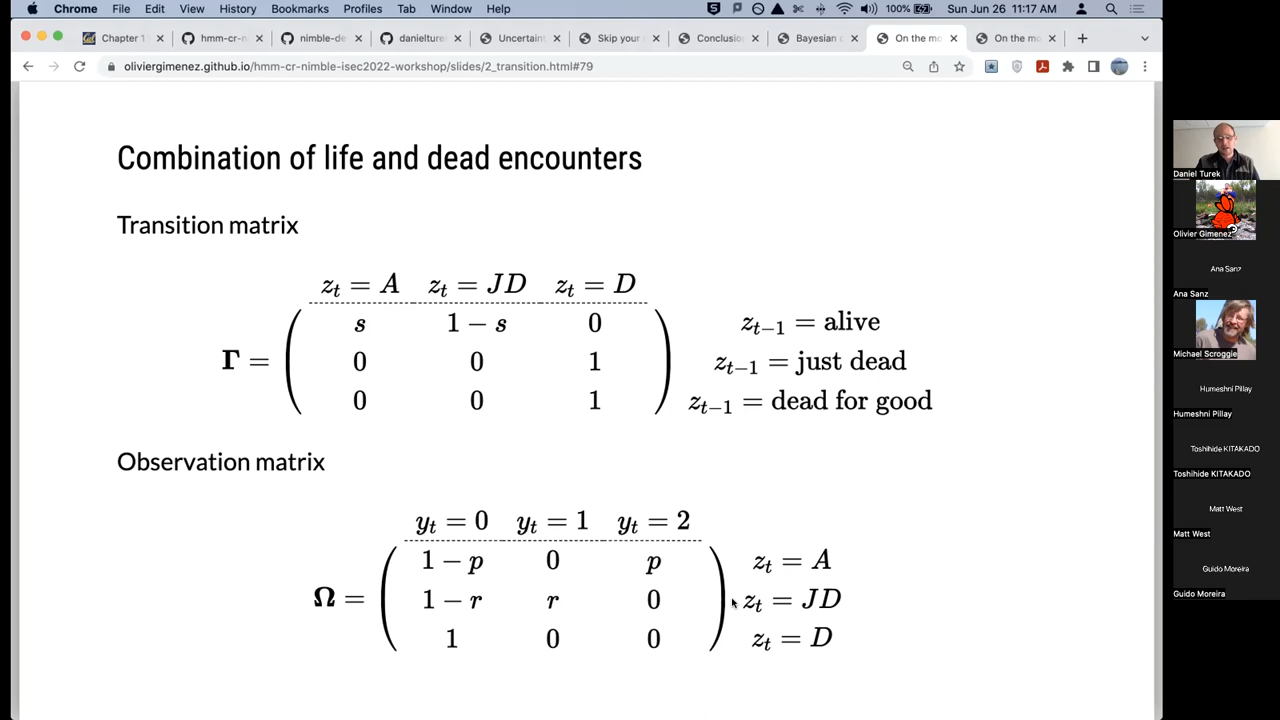 Chrome File Edit View History Bookmarks Profiles Tab Window Help 100% Sun Jun 26 11:17 AM
Chapter 1 hmm-cr-n nimble-de danielture Uncertain Skip your Conclusio Bayesian c On the mo On the mo
oliviergimenez.github.io/hmm-cr-nimble-isec2022-workshop/slides/2_transition.html#79
Combination of life and dead encounters
Transition matrix
z_t = A z_t = JD z_t = D
s 1 − s 0 z_{t−1} = alive
Γ = 0 0 1 z_{t−1} = just dead
0 0 1 z_{t−1} = dead for good
Observation matrix
y_t = 0 y_t = 1 y_t = 2
1 − p 0 p z_t = A
Ω = 1 − r r 0 z_t = JD
1 0 0 z_t = D
Daniel Turek
Olivier Gimenez
Ana Sanz
Ana Sanz
Michael Scroggie
Humeshni Pillay
Humeshni Pillay
Toshihide KITAKADO
Toshihide KITAKADO
Matt West
Matt West
Guido Moreira
Guido Moreira